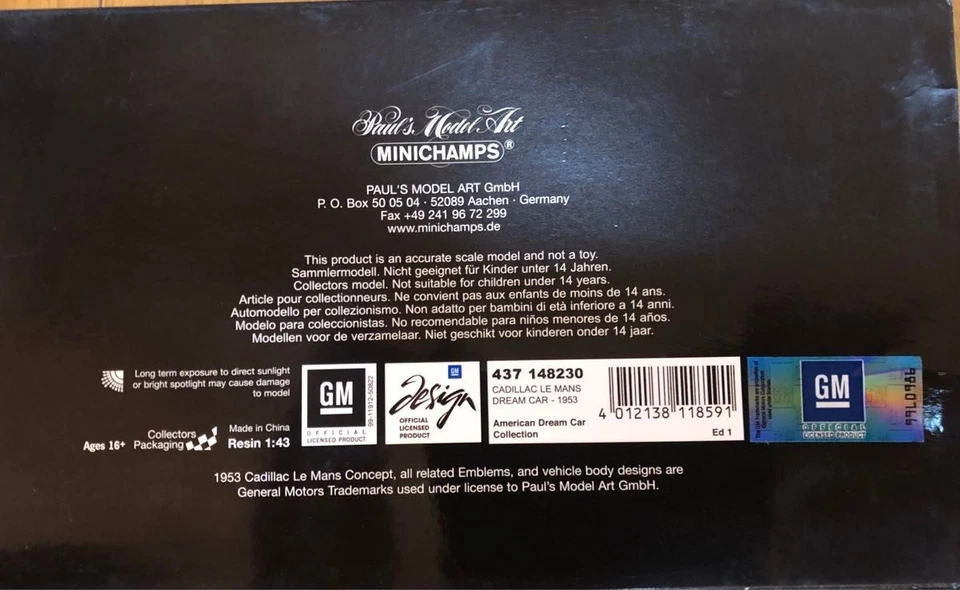 Paul's Model Art
MINICHAMPS®
PAUL'S MODEL ART GmbH
P. O. Box 50 05 04 · 52089 Aachen · Germany
Fax +49 241 96 72 299
www.minichamps.de
This product is an accurate scale model and not a toy.
Sammlermodell. Nicht geeignet für Kinder unter 14 Jahren.
Collectors model. Not suitable for children under 14 years.
Article pour collectionneurs. Ne convient pas aux enfants de moins de 14 ans.
Automodello per collezionismo. Non adatto per bambini di età inferiore a 14 anni.
Modelo para coleccionistas. No recomendable para niños menores de 14 años.
Modellen voor de verzamelaar. Niet geschikt voor kinderen onder 14 jaar.
Long term exposure to direct sunlight
or bright spotlight may cause damage
to model
Ages 16+
Collectors
Packaging
Made in China
Resin 1:43
GM
OFFICIAL
LICENSED PRODUCT
99-11912-50822
GM
design
OFFICIAL
LICENSED
PRODUCT
437 148230
CADILLAC LE MANS
DREAM CAR - 1953
American Dream Car
Collection
4 012138 118591
Ed 1
GM
OFFICIAL
LICENSED PRODUCT
1953 Cadillac Le Mans Concept, all related Emblems, and vehicle body designs are
General Motors Trademarks used under license to Paul's Model Art GmbH.